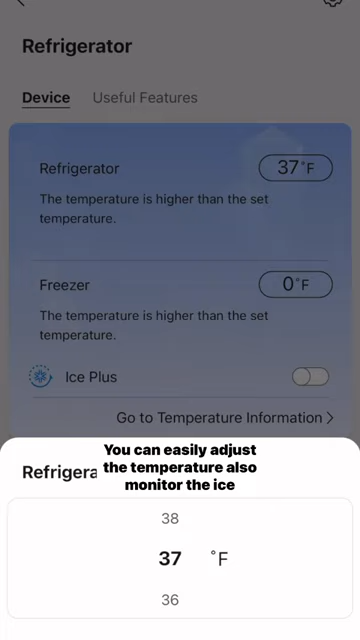 Refrigerator
Device Useful Features
Refrigerator 37°F
The temperature is higher than the set
temperature.
Freezer 0°F
The temperature is higher than the set
temperature.
Ice Plus
Go to Temperature Information >
You can easily adjust
the temperature also
monitor the ice
Refrigera
38
37 °F
36